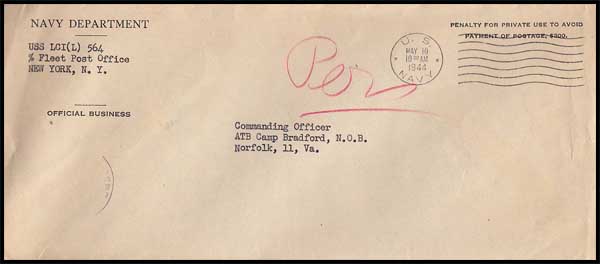 NAVY DEPARTMENT
USS LCI(L) 564
% Fleet Post Office
NEW YORK, N. Y.
OFFICIAL BUSINESS
Per
U. S.
MAY 10
10 AM
1944
NAVY
PENALTY FOR PRIVATE USE TO AVOID
PAYMENT OF POSTAGE, $300.
Commanding Officer
ATB Camp Bradford, N.O.B.
Norfolk, 11, Va.